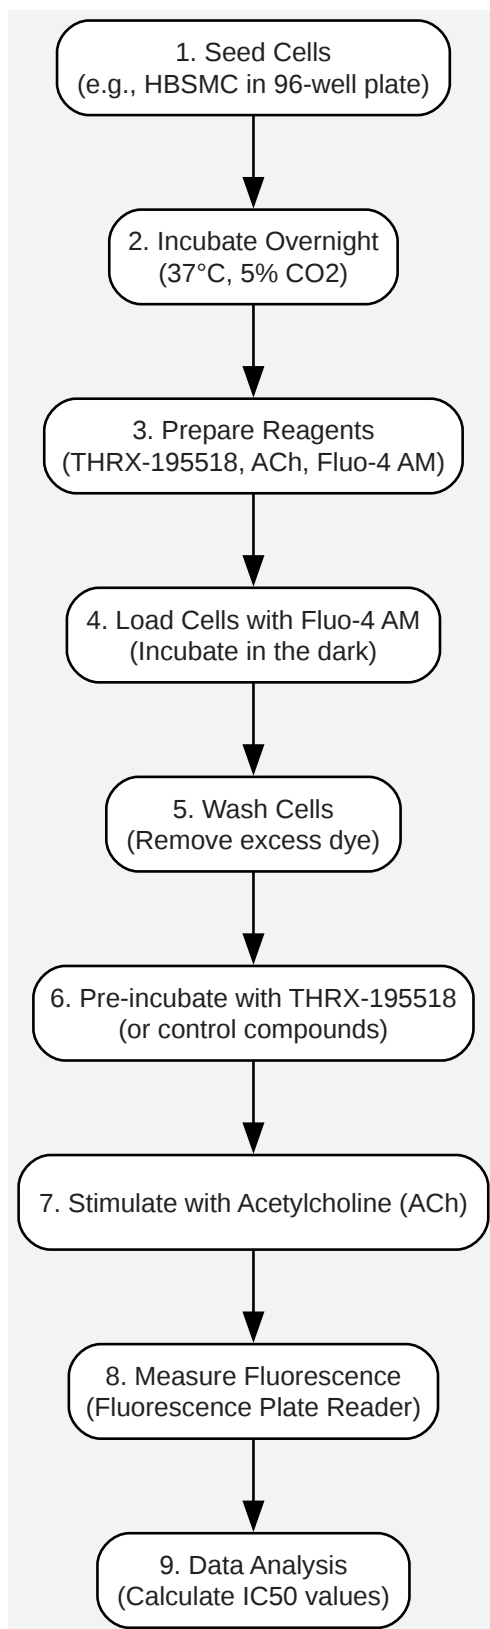 1. Seed Cells
(e.g., HBSMC in 96-well plate)
2. Incubate Overnight
(37°C, 5% CO2)
3. Prepare Reagents
(THRX-195518, ACh, Fluo-4 AM)
4. Load Cells with Fluo-4 AM
(Incubate in the dark)
5. Wash Cells
(Remove excess dye)
6. Pre-incubate with THRX-195518
(or control compounds)
7. Stimulate with Acetylcholine (ACh)
8. Measure Fluorescence
(Fluorescence Plate Reader)
9. Data Analysis
(Calculate IC50 values)